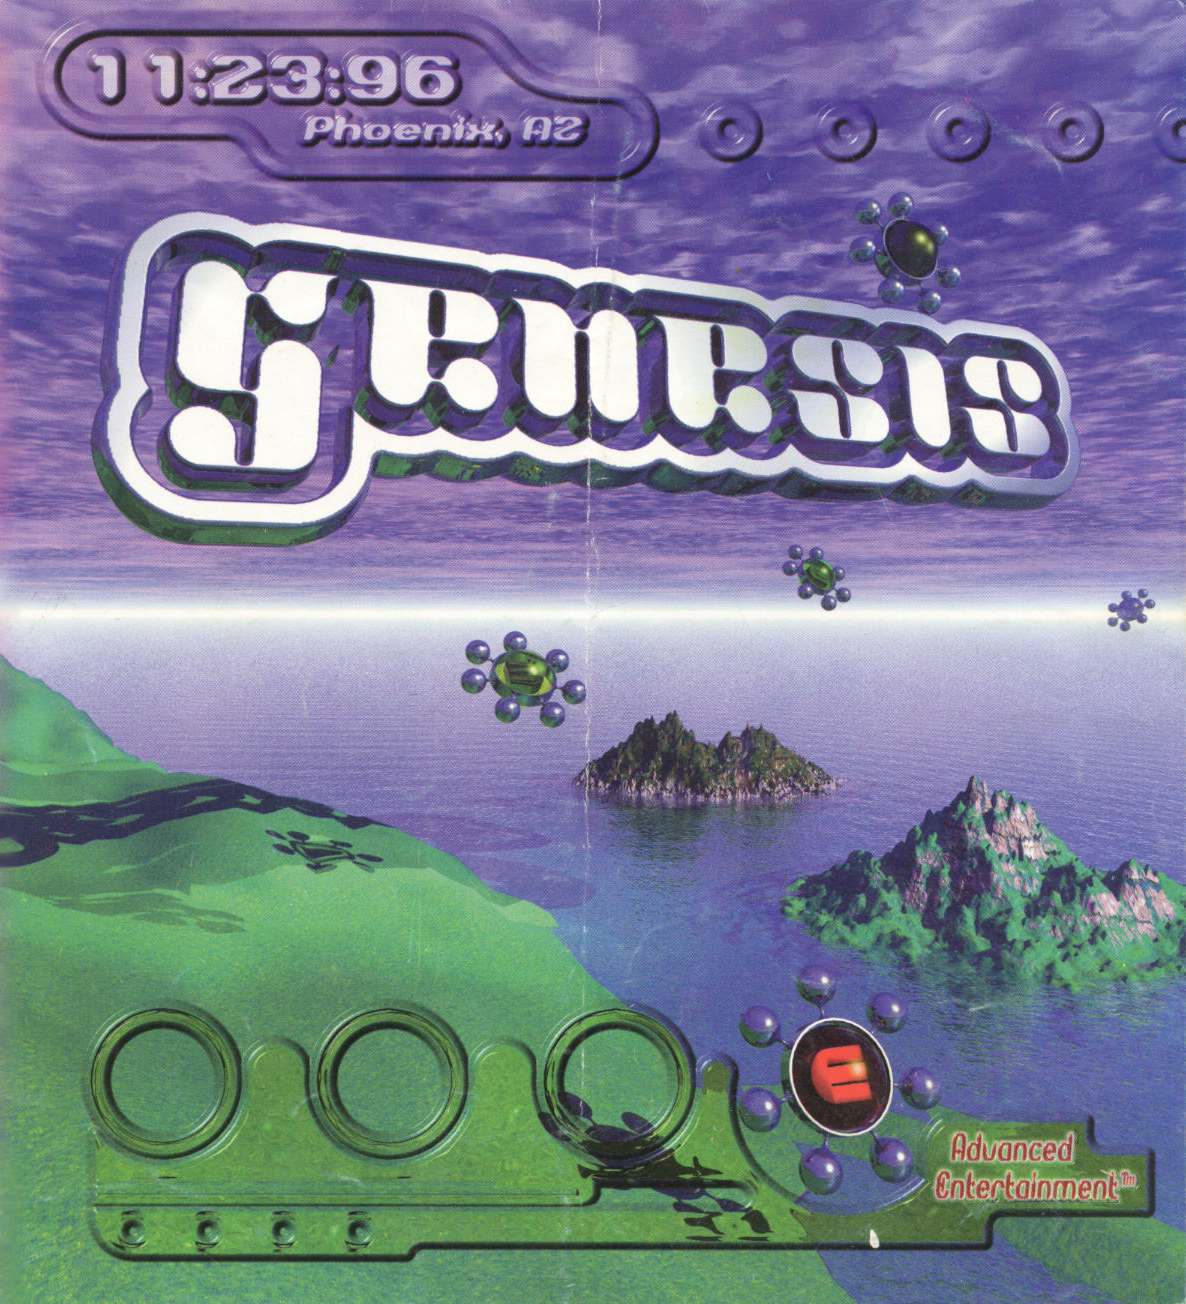 11:23:96
Phoenix, AZ
Genesis
E
Advanced
Entertainment™